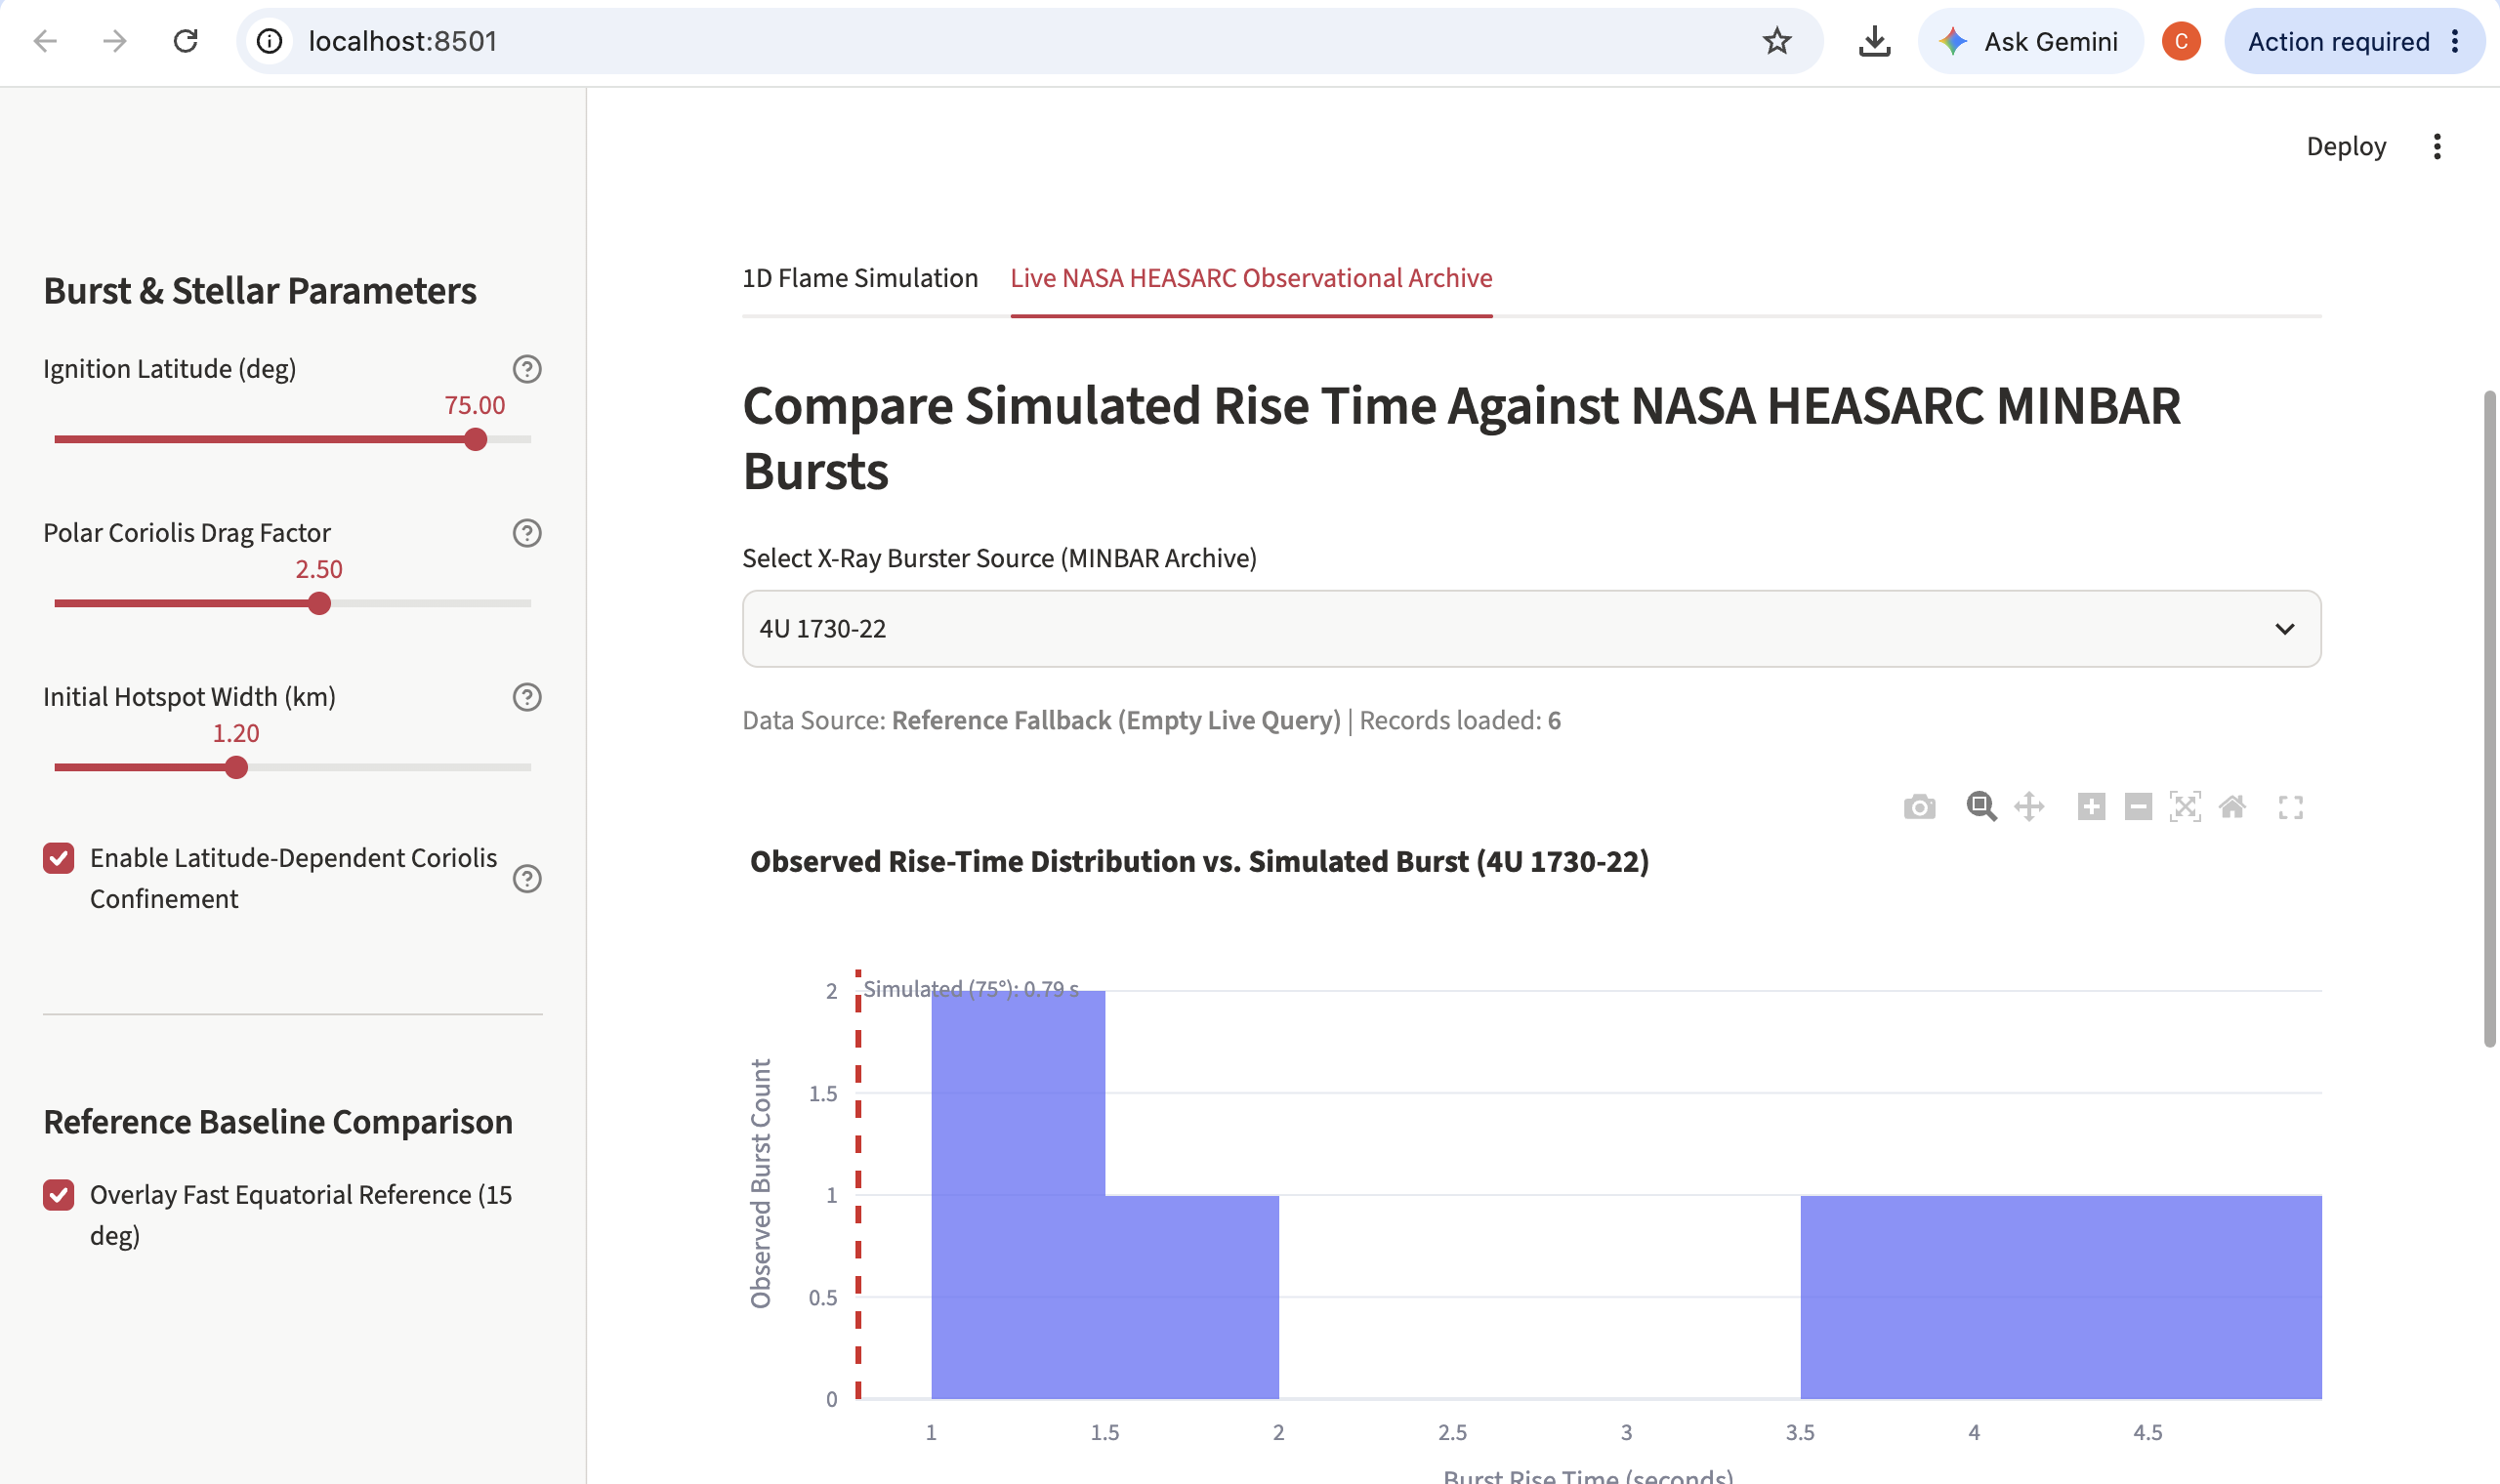 localhost:8501
Ask Gemini
C
Action required
Deploy
Burst & Stellar Parameters
Ignition Latitude (deg)
75.00
Polar Coriolis Drag Factor
2.50
Initial Hotspot Width (km)
1.20
Enable Latitude-Dependent Coriolis
Confinement
Reference Baseline Comparison
Overlay Fast Equatorial Reference (15
deg)
1D Flame Simulation
Live NASA HEASARC Observational Archive
Compare Simulated Rise Time Against NASA HEASARC MINBAR
Bursts
Select X-Ray Burster Source (MINBAR Archive)
4U 1730-22
Data Source: Reference Fallback (Empty Live Query) | Records loaded: 6
Observed Rise-Time Distribution vs. Simulated Burst (4U 1730-22)
Simulated (75°): 0.79 s
Observed Burst Count
2
1.5
1
0.5
0
1
1.5
2
2.5
3
3.5
4
4.5
Burst Rise Time (seconds)